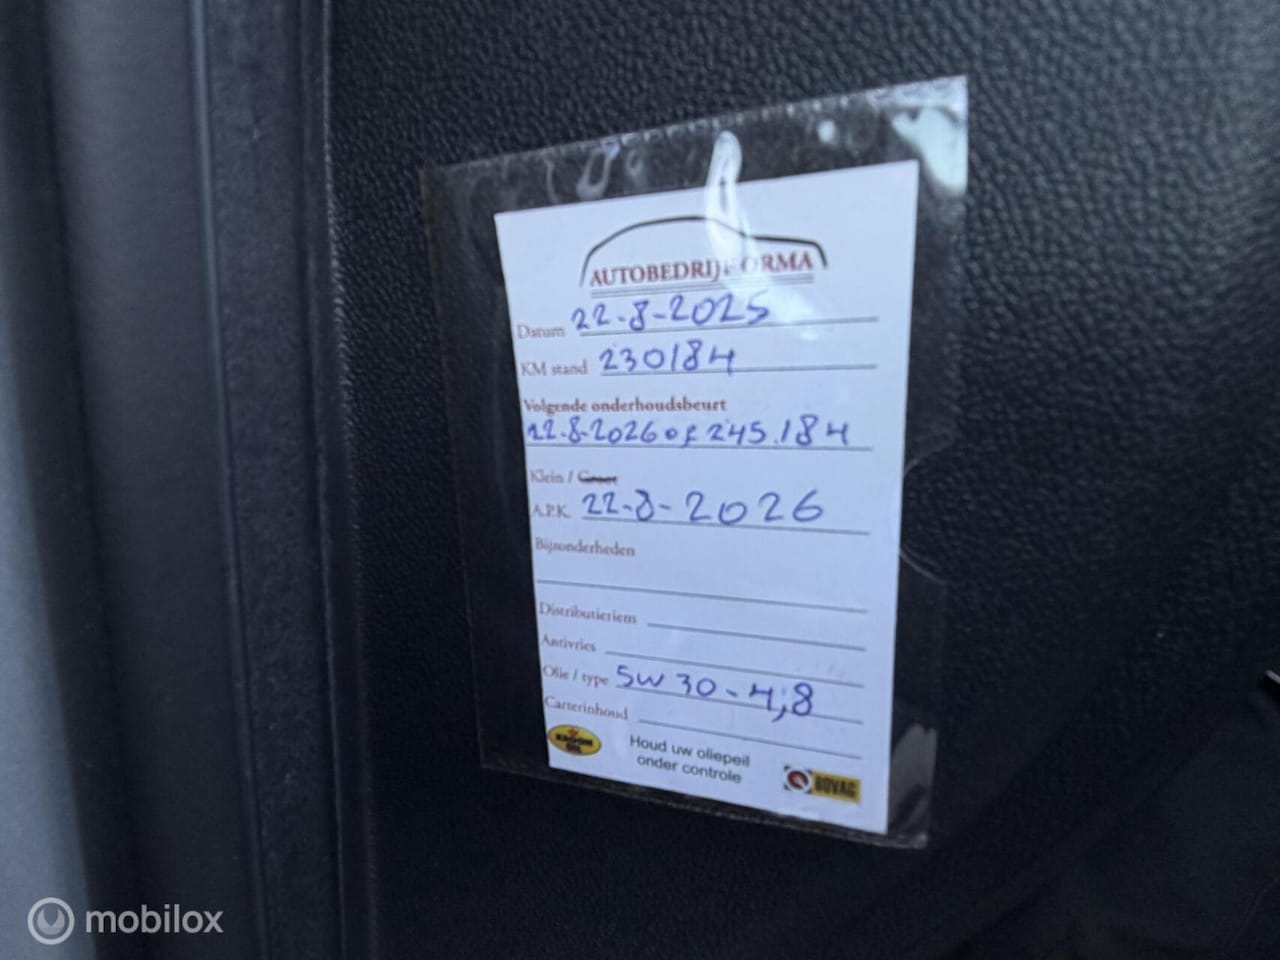 AUTOBEDRIJF ORMA
Datum 22-8-2025
KM stand 230184
Volgende onderhoudsbeurt
22-8-2026 of 245.184
Klein / Groot
A.P.K. 22-8-2026
Bijzonderheden
Distributieriem
Antivries
Olie / type 5W30-4,8
Carterinhoud
KROON
OIL
Houd uw oliepeil
onder controle
BOVAG
mobilox